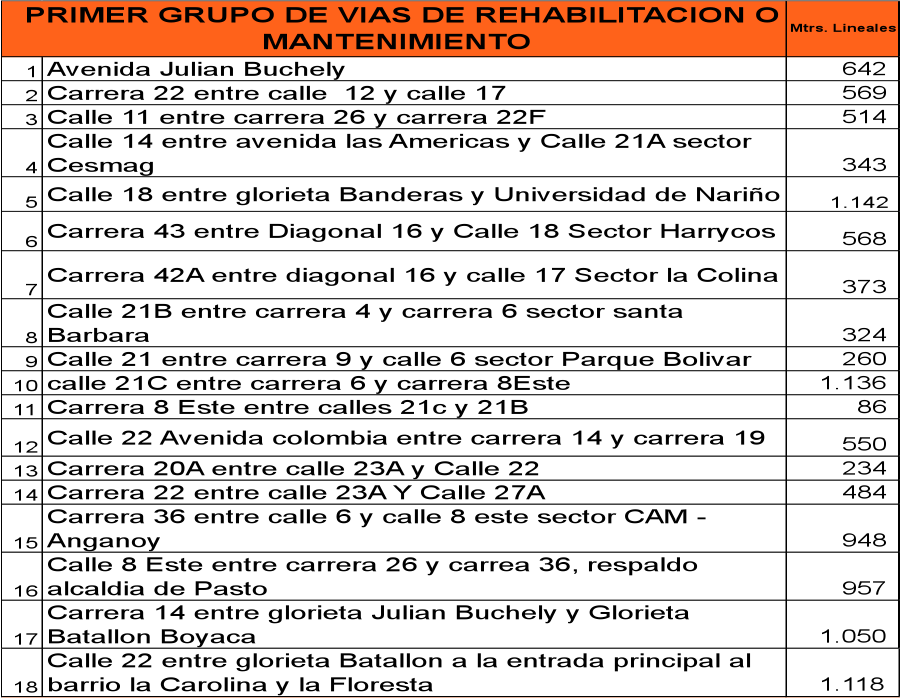 PRIMER GRUPO DE VIAS DE REHABILITACION O
MANTENIMIENTO
Mtrs. Lineales
1 Avenida Julian Buchely 642
2 Carrera 22 entre calle 12 y calle 17 569
3 Calle 11 entre carrera 26 y carrera 22F 514
Calle 14 entre avenida las Americas y Calle 21A sector
4 Cesmag 343
5 Calle 18 entre glorieta Banderas y Universidad de Nariño 1.142
6 Carrera 43 entre Diagonal 16 y Calle 18 Sector Harrycos 568
7 Carrera 42A entre diagonal 16 y calle 17 Sector la Colina 373
Calle 21B entre carrera 4 y carrera 6 sector santa
8 Barbara 324
9 Calle 21 entre carrera 9 y calle 6 sector Parque Bolivar 260
10 calle 21C entre carrera 6 y carrera 8Este 1.136
11 Carrera 8 Este entre calles 21c y 21B 86
12 Calle 22 Avenida colombia entre carrera 14 y carrera 19 550
13 Carrera 20A entre calle 23A y Calle 22 234
14 Carrera 22 entre calle 23A Y Calle 27A 484
Carrera 36 entre calle 6 y calle 8 este sector CAM -
15 Anganoy 948
Calle 8 Este entre carrera 26 y carrea 36, respaldo
16 alcaldia de Pasto 957
Carrera 14 entre glorieta Julian Buchely y Glorieta
17 Batallon Boyaca 1.050
Calle 22 entre glorieta Batallon a la entrada principal al
18 barrio la Carolina y la Floresta 1.118